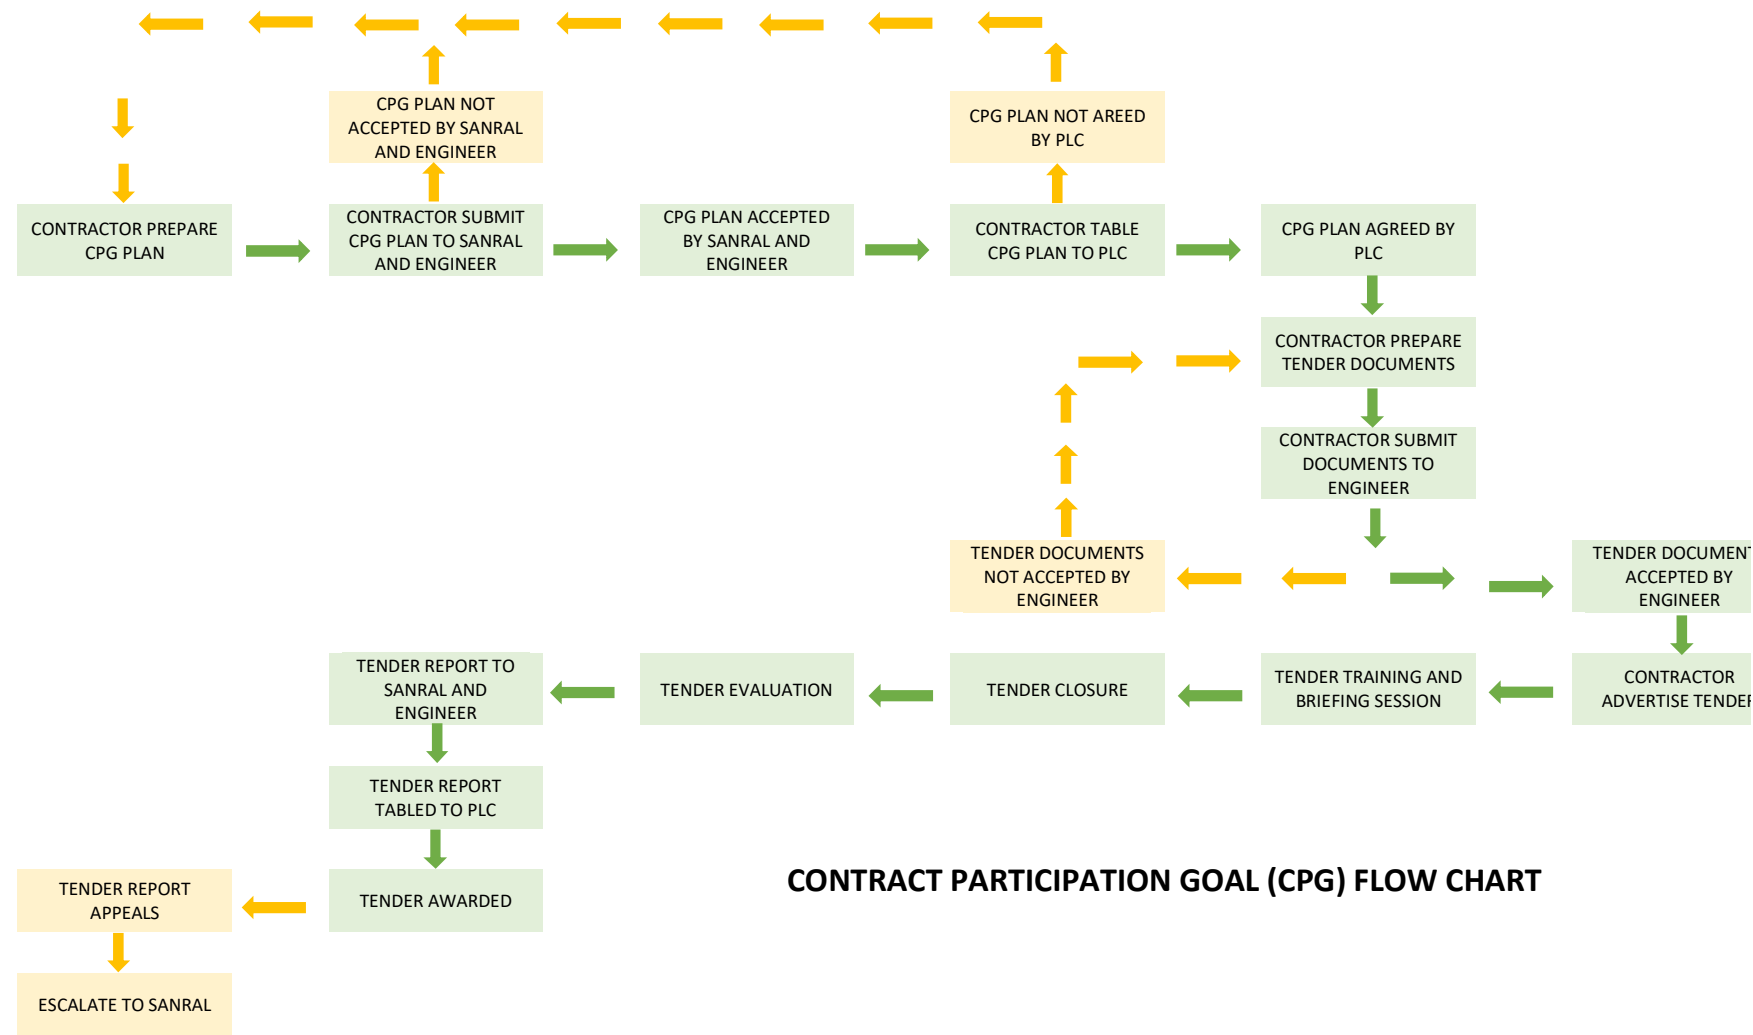 CPG PLAN NOT
ACCEPTED BY SANRAL
AND ENGINEER
CPG PLAN NOT AREED
BY PLC
CONTRACTOR PREPARE
CPG PLAN
CONTRACTOR SUBMIT
CPG PLAN TO SANRAL
AND ENGINEER
CPG PLAN ACCEPTED
BY SANRAL AND
ENGINEER
CONTRACTOR TABLE
CPG PLAN TO PLC
CPG PLAN AGREED BY
PLC
CONTRACTOR PREPARE
TENDER DOCUMENTS
CONTRACTOR SUBMIT
DOCUMENTS TO
ENGINEER
TENDER DOCUMENTS
NOT ACCEPTED BY
ENGINEER
TENDER DOCUMENT
ACCEPTED BY
ENGINEER
TENDER REPORT TO
SANRAL AND
ENGINEER
TENDER EVALUATION
TENDER CLOSURE
TENDER TRAINING AND
BRIEFING SESSION
CONTRACTOR
ADVERTISE TENDER
TENDER REPORT
TABLED TO PLC
TENDER REPORT
APPEALS
TENDER AWARDED
CONTRACT PARTICIPATION GOAL (CPG) FLOW CHART
ESCALATE TO SANRAL